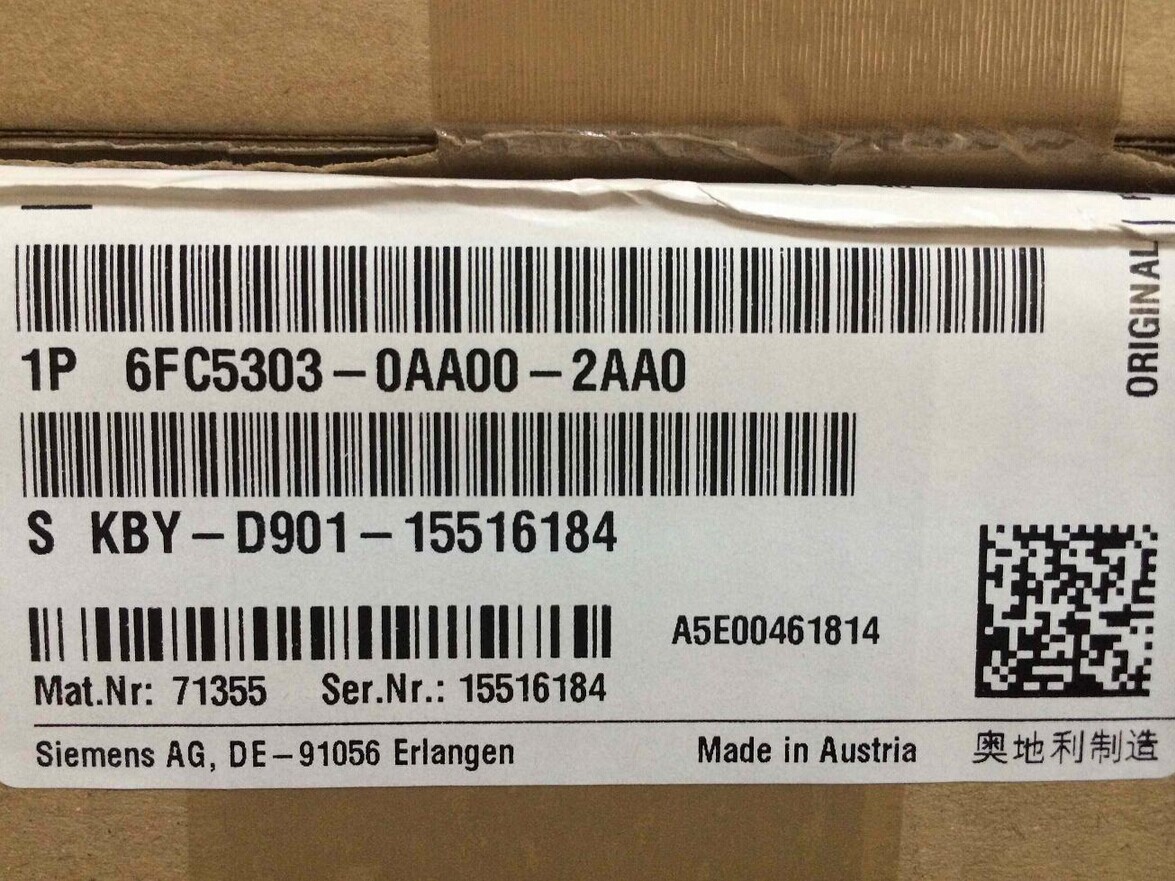 1P 6FC5303-0AA00-2AA0
ORIGINAL
S KBY-D901-15516184
A5E00461814
Mat.Nr: 71355 Ser.Nr.: 15516184
Siemens AG, DE-91056 Erlangen Made in Austria 奥地利制造